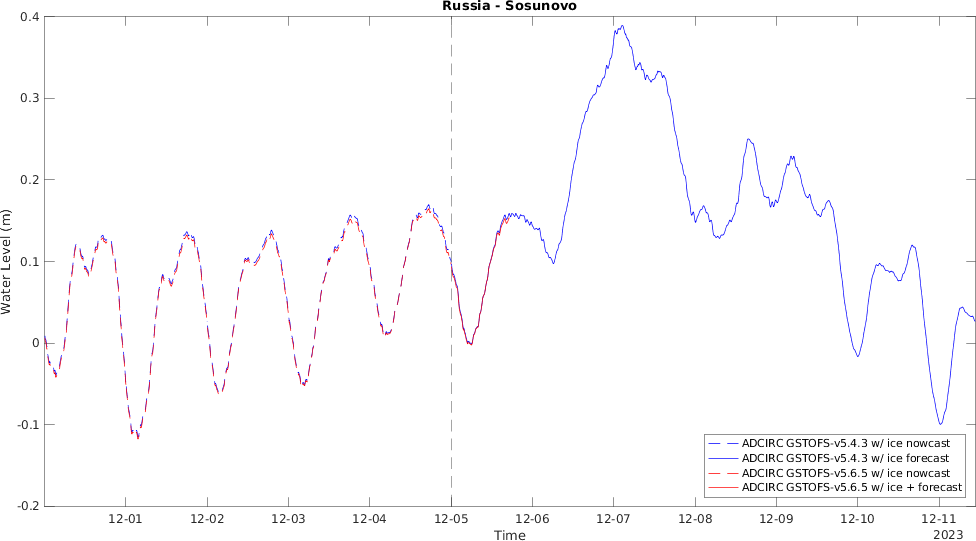 Russia - Sosunovo
0.4
0.3
0.2
0.1
0
-0.1
-0.2
Water Level (m)
12-01 12-02 12-03 12-04 12-05 12-06 12-07 12-08 12-09 12-10 12-11
Time
2023
ADCIRC GSTOFS-v5.4.3 w/ ice nowcast
ADCIRC GSTOFS-v5.4.3 w/ ice forecast
ADCIRC GSTOFS-v5.6.5 w/ ice nowcast
ADCIRC GSTOFS-v5.6.5 w/ ice + forecast